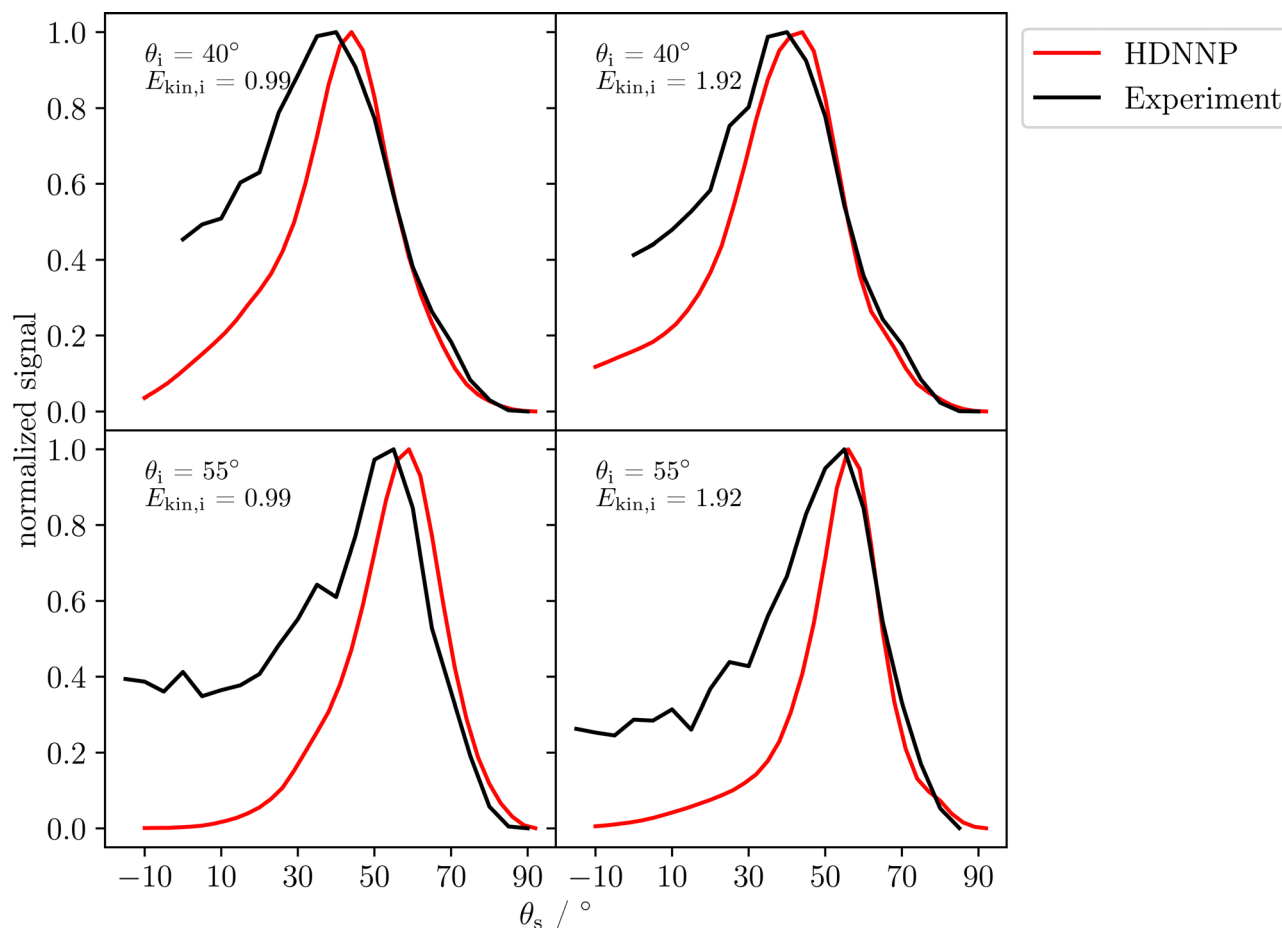 θi = 40°
Ekin,i = 0.99
θi = 40°
Ekin,i = 1.92
HDNNP
Experiment
1.0
0.8
0.6
0.4
0.2
0.0
θi = 55°
Ekin,i = 0.99
θi = 55°
Ekin,i = 1.92
1.0
0.8
0.6
0.4
0.2
0.0
normalized signal
−10 10 30 50 70 90 −10 10 30 50 70 90
θs / °